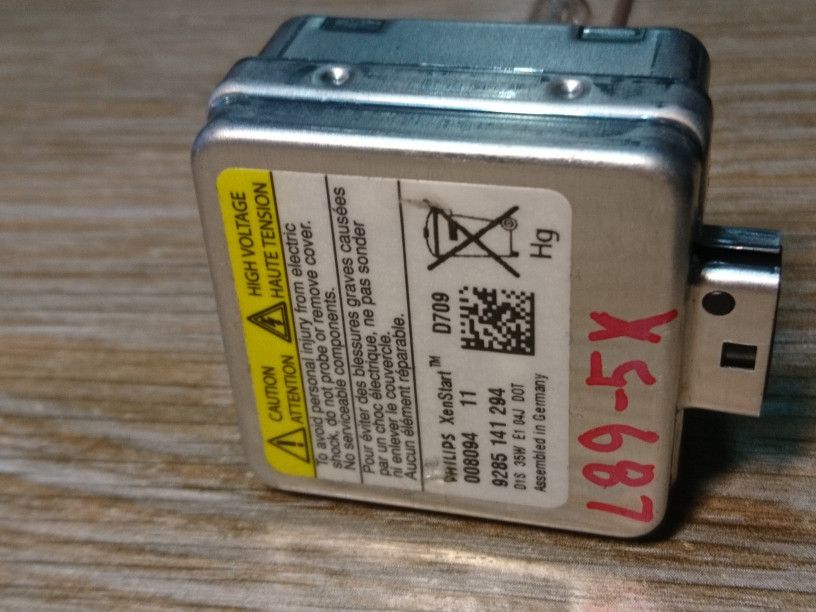 CAUTION
ATTENTION
HIGH VOLTAGE
HAUTE TENSION
To avoid personal injury from electric
shock, do not probe or remove cover.
No serviceable components.
Pour éviter des blessures graves causées
par un choc électrique, ne pas sonder
ni enlever le couvercle.
Aucun élément réparable.
PHILIPS XenStart™ D709
008094 11
9285 141 294
D1S 35W E1 04J DOT
Assembled in Germany
Hg
L89-5X